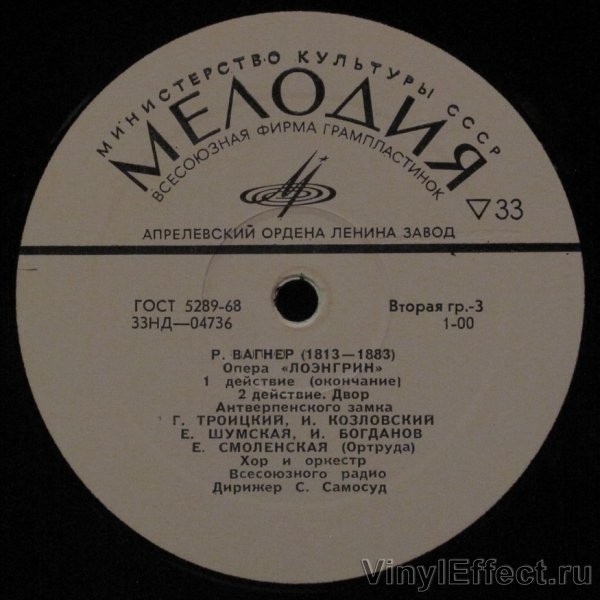 МИНИСТЕРСТВО КУЛЬТУРЫ СССР
МЕЛОДИЯ
ВСЕСОЮЗНАЯ ФИРМА ГРАМПЛАСТИНОК
▽33
АПРЕЛЕВСКИЙ ОРДЕНА ЛЕНИНА ЗАВОД
ГОСТ 5289-68
33НД—04736
Вторая гр.-3
1-00
Р. ВАГНЕР (1813—1883)
Опера «ЛОЭНГРИН»
1 действие (окончание)
2 действие. Двор
Антверпенского замка
Г. ТРОИЦКИЙ, И. КОЗЛОВСКИЙ
Е. ШУМСКАЯ, И. БОГДАНОВ
Е. СМОЛЕНСКАЯ (Ортруда)
Хор и оркестр
Всесоюзного радио
Дирижер С. Самосуд
VinylEffect.ru